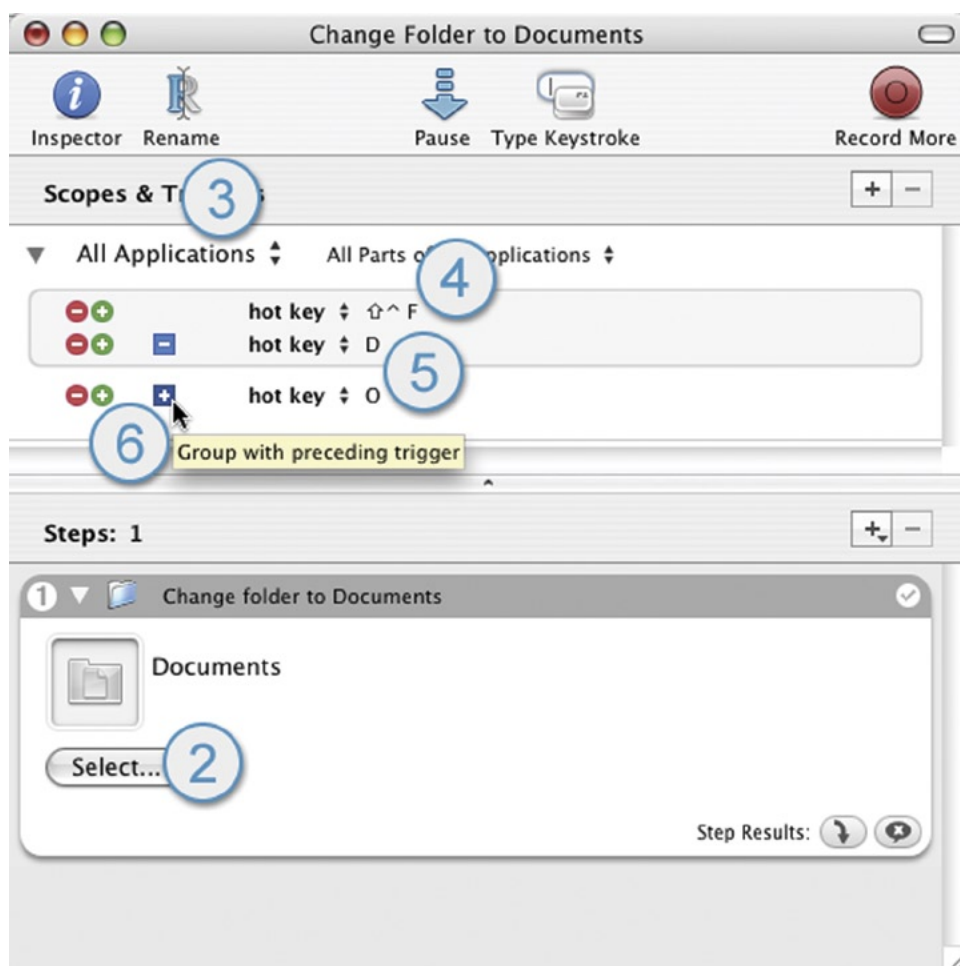 Change Folder to Documents
Inspector Rename Pause Type Keystroke Record More
Scopes & 3 + -
All Applications All Parts 4
- + hot key ⇧^ F
- + - hot key D
5
- + + hot key O
6 Group with preceding trigger
Steps: 1 + -
1 Change folder to Documents
Documents
Select... 2
Step Results: